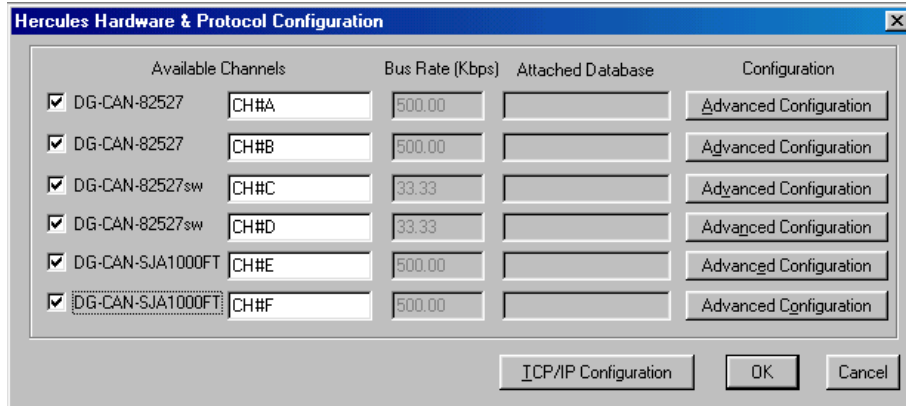 Hercules Hardware & Protocol Configuration
Available Channels Bus Rate (Kbps) Attached Database Configuration
DG-CAN-82527 CH#A 500.00 Advanced Configuration
DG-CAN-82527 CH#B 500.00 Advanced Configuration
DG-CAN-82527sw CH#C 33.33 Advanced Configuration
DG-CAN-82527sw CH#D 33.33 Advanced Configuration
DG-CAN-SJA1000FT CH#E 500.00 Advanced Configuration
DG-CAN-SJA1000FT CH#F 500.00 Advanced Configuration
TCP/IP Configuration OK Cancel